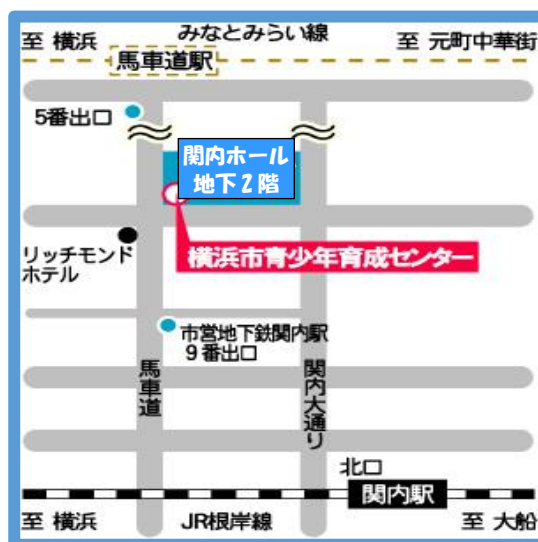 みなとみらい線
至 横浜
至 元町中華街
馬車道駅
5番出口
関内ホール
地下2階
リッチモンド
ホテル
横浜市青少年育成センター
市営地下鉄関内駅
9番出口
馬車道
関内大通り
北口
関内駅
至 横浜
JR根岸線
至 大船